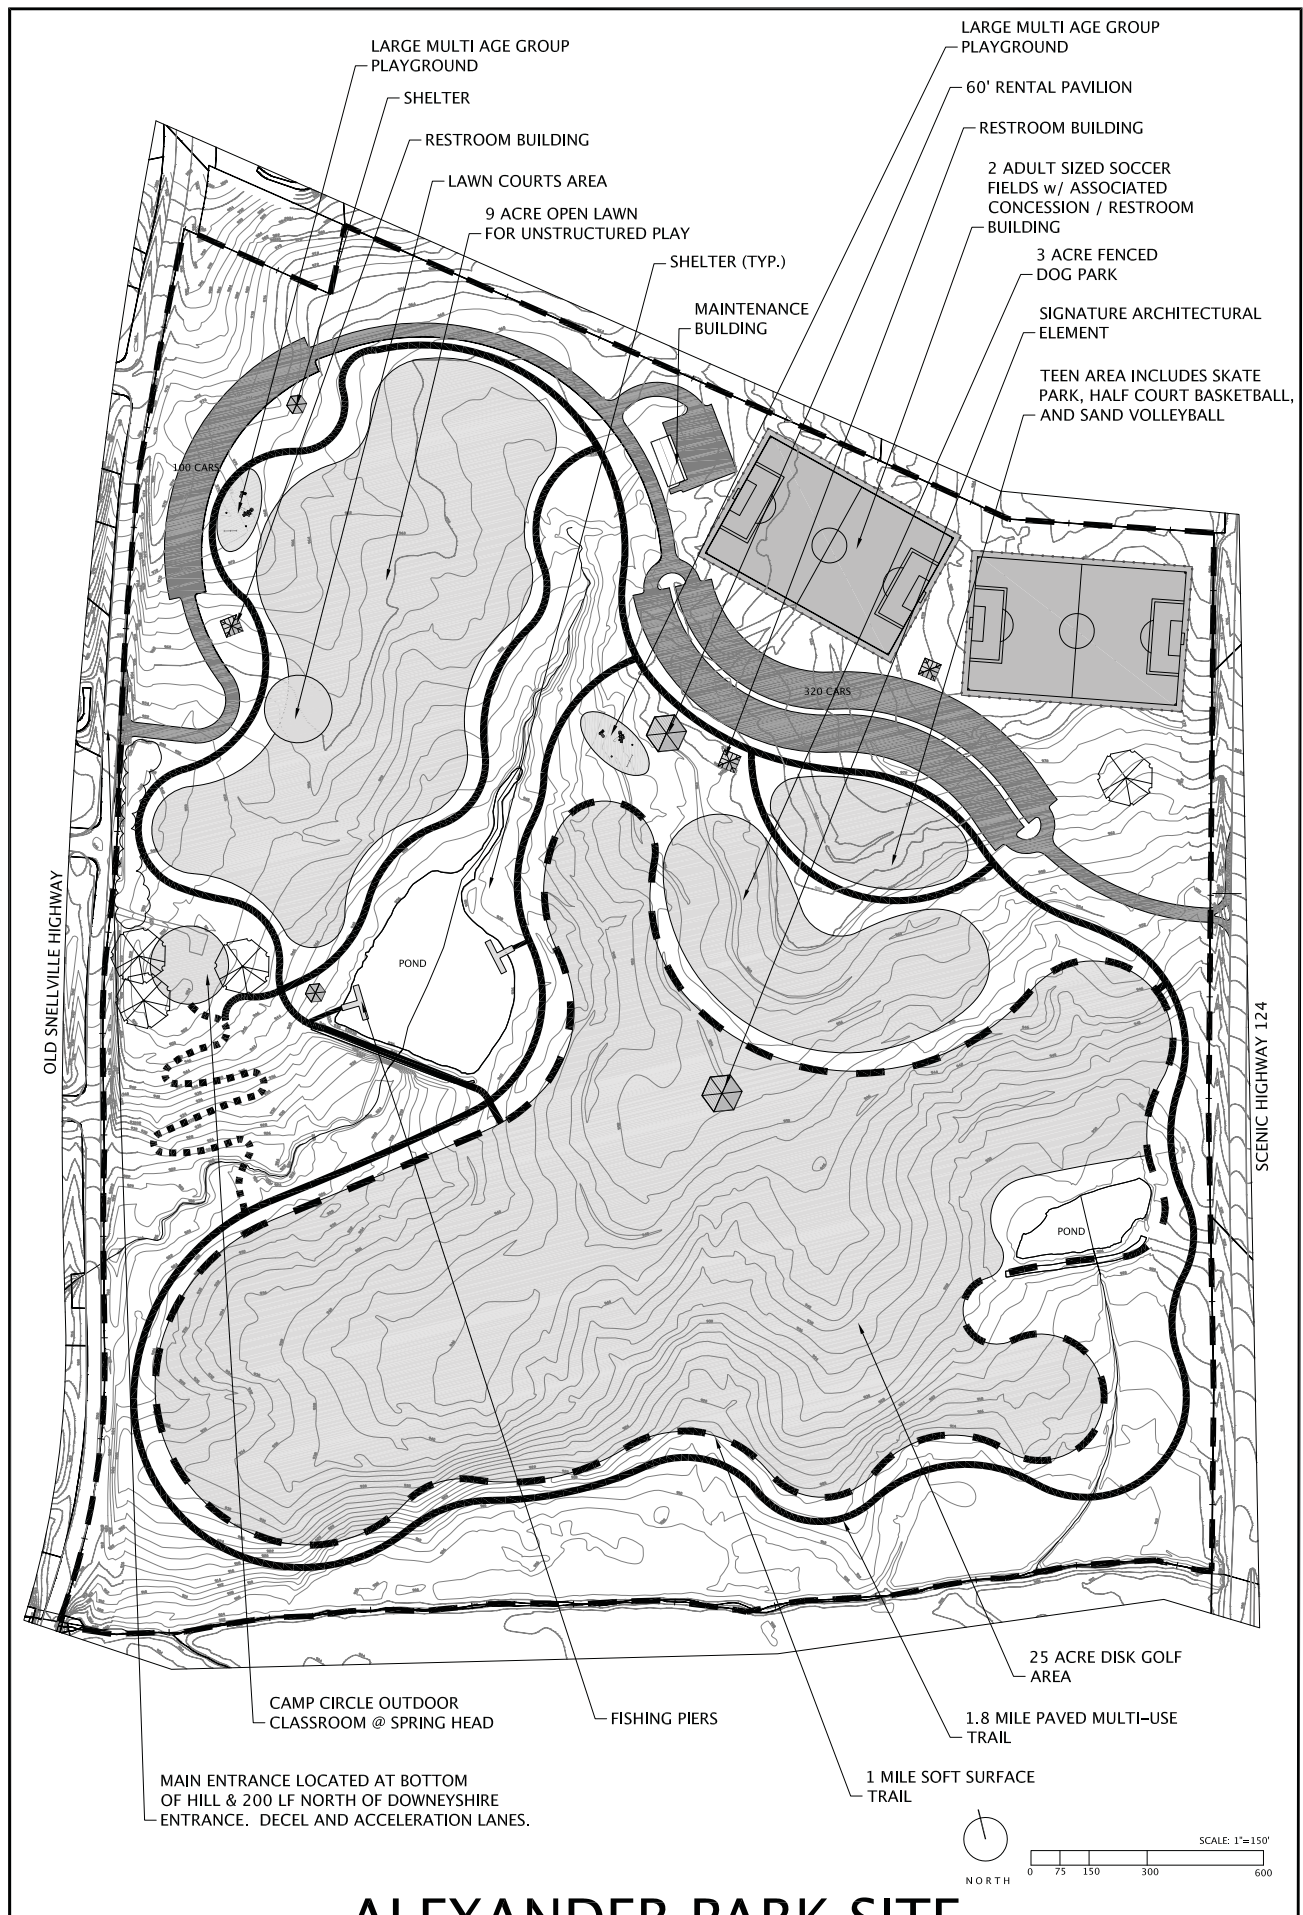 LARGE MULTI AGE GROUP
PLAYGROUND
SHELTER
RESTROOM BUILDING
LAWN COURTS AREA
9 ACRE OPEN LAWN
FOR UNSTRUCTURED PLAY
SHELTER (TYP.)
MAINTENANCE
BUILDING
LARGE MULTI AGE GROUP
PLAYGROUND
60' RENTAL PAVILION
RESTROOM BUILDING
2 ADULT SIZED SOCCER
FIELDS w/ ASSOCIATED
CONCESSION / RESTROOM
BUILDING
3 ACRE FENCED
DOG PARK
SIGNATURE ARCHITECTURAL
ELEMENT
TEEN AREA INCLUDES SKATE
PARK, HALF COURT BASKETBALL,
AND SAND VOLLEYBALL
100 CARS
320 CARS
POND
POND
OLD SNELLVILLE HIGHWAY
SCENIC HIGHWAY 124
25 ACRE DISK GOLF
AREA
CAMP CIRCLE OUTDOOR
CLASSROOM @ SPRING HEAD
FISHING PIERS
1.8 MILE PAVED MULTI-USE
TRAIL
MAIN ENTRANCE LOCATED AT BOTTOM
OF HILL & 200 LF NORTH OF DOWNEYSHIRE
ENTRANCE. DECEL AND ACCELERATION LANES.
1 MILE SOFT SURFACE
TRAIL
NORTH
SCALE: 1"=150'
0 75 150 300 600
ALEXANDER PARK SITE